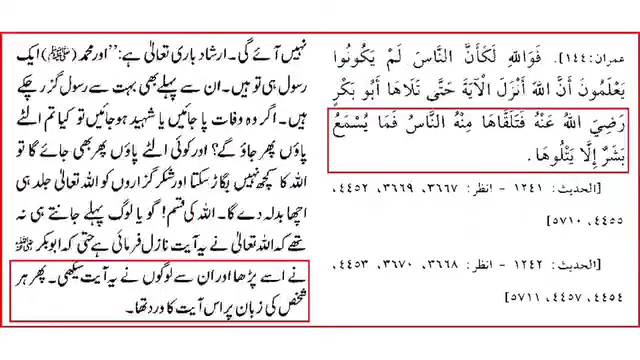 عمران:١٤٤]. فَوَاللَّهِ لَكَأَنَّ النَّاسَ لَمْ يَكُونُوا
يَعْلَمُونَ أَنَّ اللَّهَ أَنْزَلَ الْآيَةَ حَتَّى تَلَاهَا أَبُو بَكْرٍ
رَضِيَ اللهُ عَنْهُ فَتَلَقَّاهَا مِنْهُ النَّاسُ فَمَا يُسْمَعُ
بَشَرٌ إِلَّا يَتْلُوهَا.
[الحديث: ١٢٤١ - انظر: ٣٦٦٧، ٣٦٦٩، ٤٤٥٢،
٤٤٥٥، ٥٧١٠]
[الحديث: ١٢٤٢ - انظر: ٣٦٦٨، ٣٦٧٠، ٤٤٥٣،
٤٤٥٤، ٤٤٥٧، ٥٧١١]
نہیں آئے گی۔ ارشاد باری تعالیٰ ہے: ’’اور محمد (ﷺ) ایک
رسول ہی تو ہیں۔ ان سے پہلے بھی بہت سے رسول گزر چکے
ہیں۔ اگر وہ وفات پا جائیں یا شہید ہو جائیں تو کیا تم الٹے
پاؤں پھر جاؤ گے؟ اور کوئی الٹے پاؤں پھر بھی جائے گا تو
اللہ کا کچھ نہیں بگاڑ سکتا اور شکر گزاروں کو اللہ تعالیٰ جلد ہی
اچھا بدلہ دے گا۔ اللہ کی قسم! گویا لوگ پہلے جانتے ہی نہ
تھے کہ اللہ تعالیٰ نے یہ آیت نازل فرمائی ہے حتی کہ ابوبکر
نے اسے پڑھا اور ان سے لوگوں نے یہ آیت سیکھی۔ پھر ہر
شخص کی زبان پر اس آیت کا ورد تھا۔